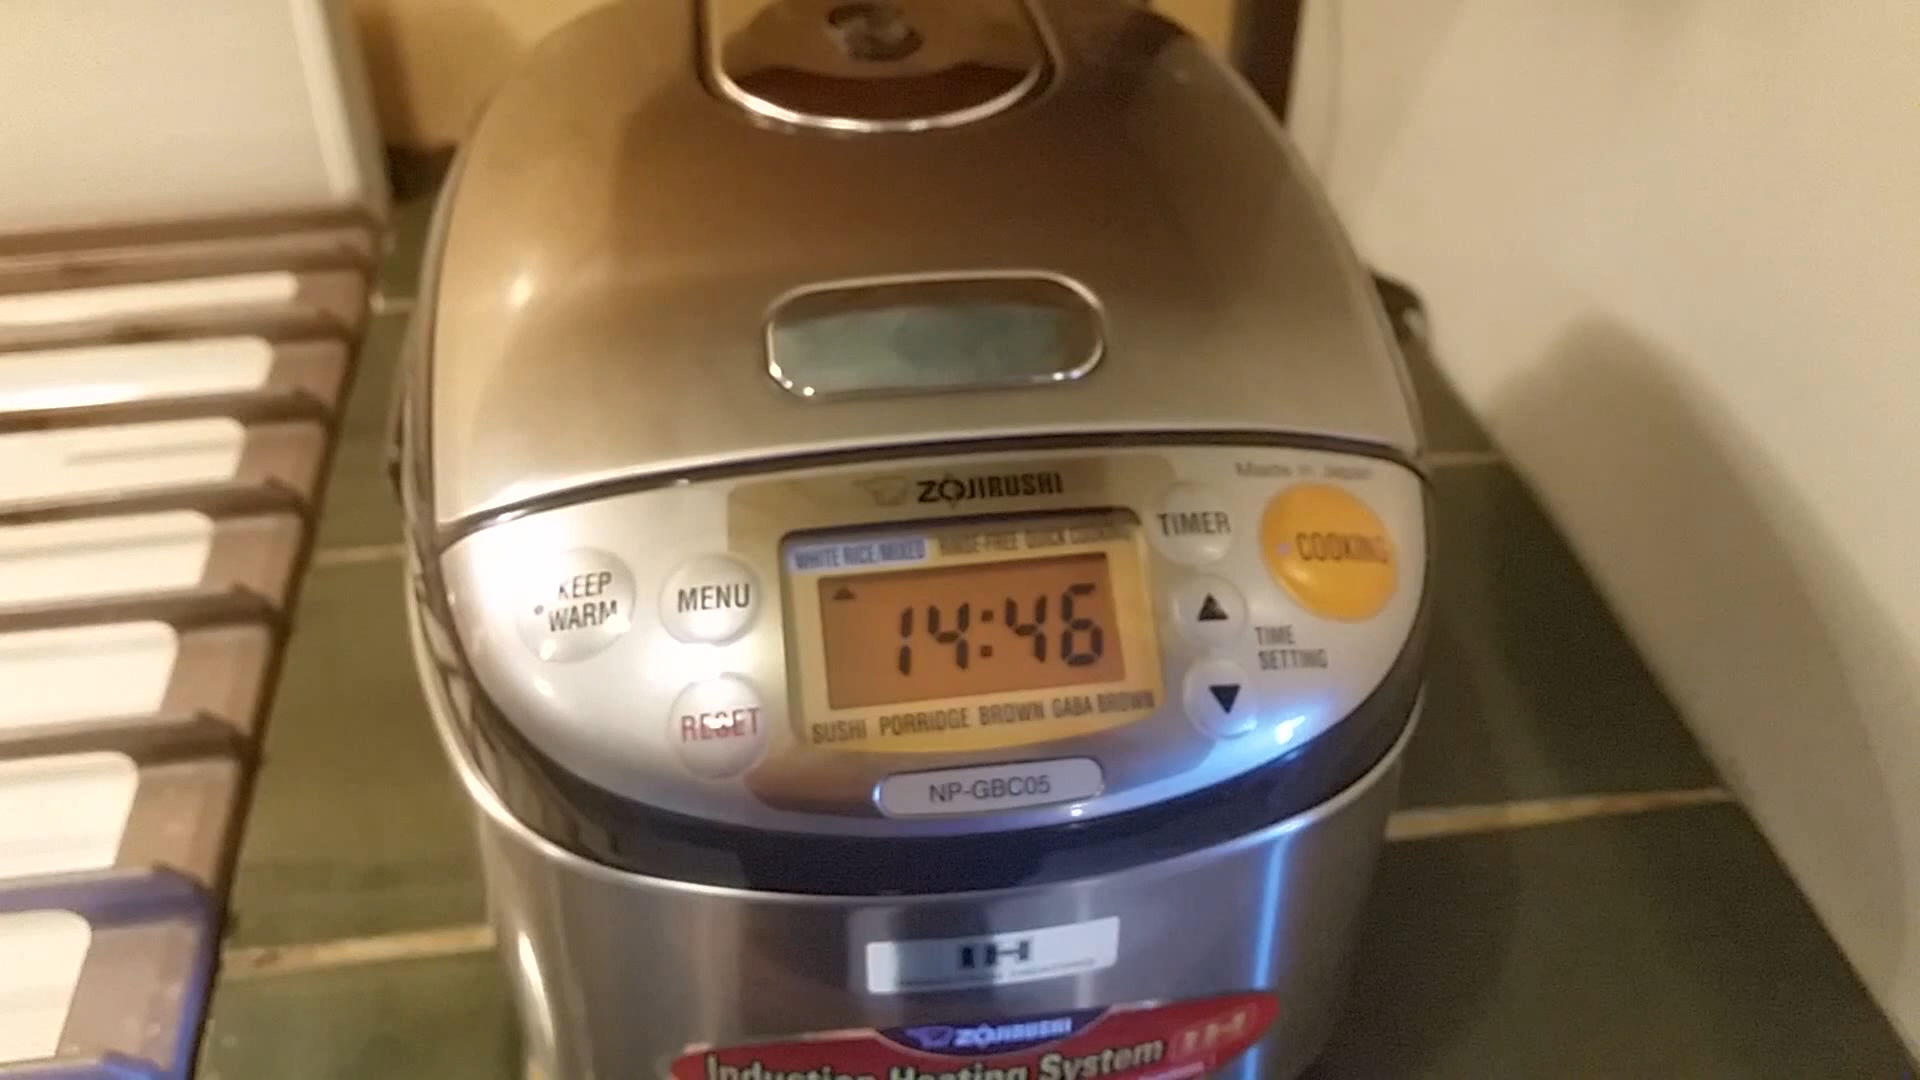 Made in Japan
ZOJIRUSHI
TIMER
COOKING
WHITE RICE/MIXED RINSE-FREE QUICK COOKING
KEEP WARM
MENU
14:46
TIME SETTING
RESET
SUSHI PORRIDGE BROWN GABA BROWN
NP-GBC05
IH
ZOJIRUSHI
Induction Heating System IH